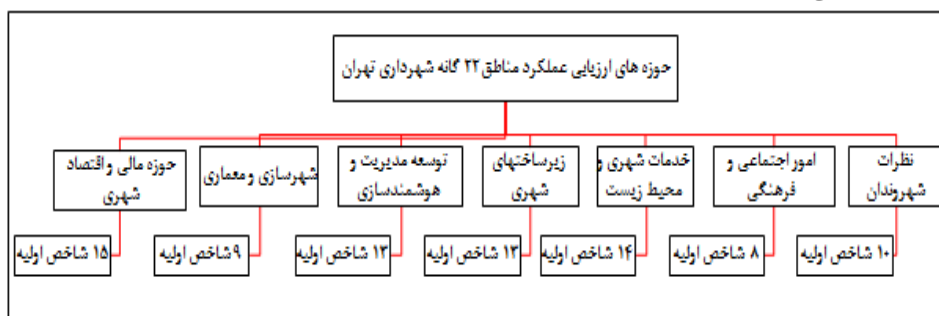 حوزه های ارزیابی عملکرد مناطق ۲۲ گانه شهرداری تهران
نظرات
شهروندان
امور اجتماعی و
فرهنگی
خدمات شهری و
محیط زیست
زیرساختهای
شهری
توسعه مدیریت و
هوشمندسازی
شهرسازی و معماری
حوزه مالی و اقتصاد
شهری
۱۰ شاخص اولیه
۸ شاخص اولیه
۱۴ شاخص اولیه
۱۳ شاخص اولیه
۱۳ شاخص اولیه
۹ شاخص اولیه
۱۵ شاخص اولیه